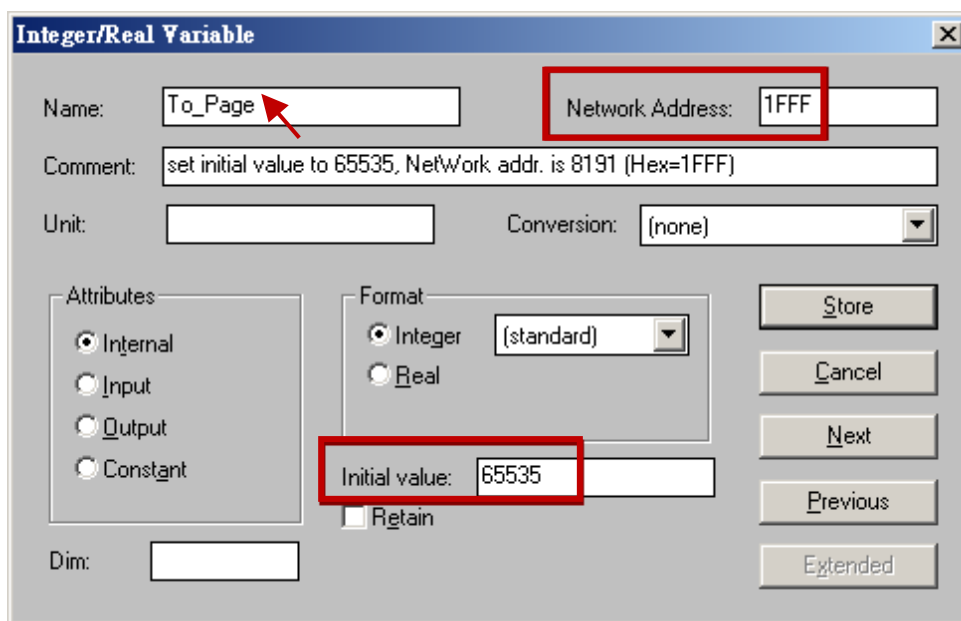 Integer/Real Variable
Name: To_Page Network Address: 1FFF
Comment: set initial value to 65535, NetWork addr. is 8191 (Hex=1FFF)
Unit: Conversion: (none)
Attributes Format Store
Internal Integer (standard)
Input Real Cancel
Output Next
Constant Initial value: 65535
Retain Previous
Dim: Extended